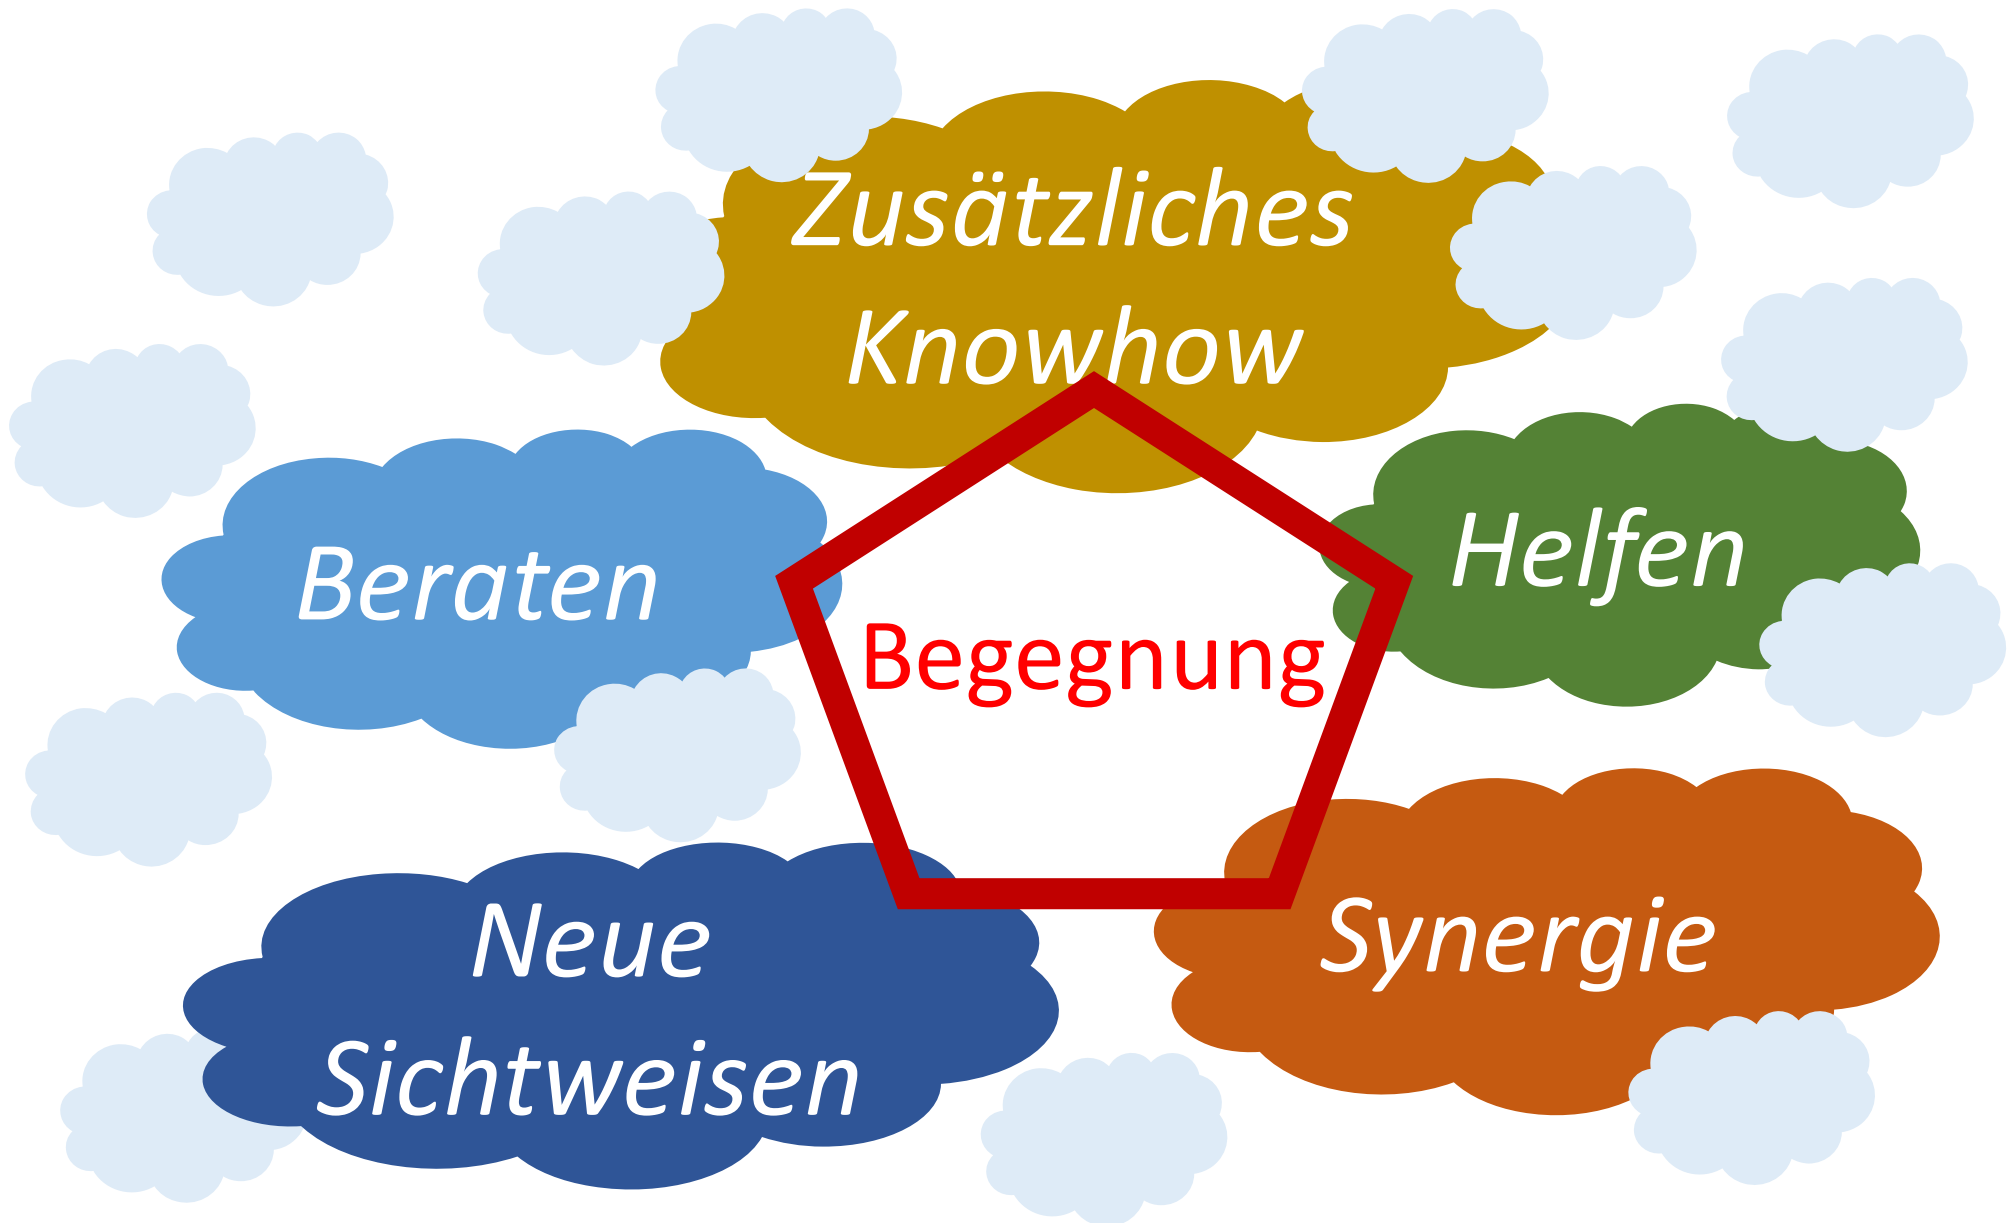 Zusätzliches
Knowhow
Beraten
Helfen
Begegnung
Neue
Sichtweisen
Synergie